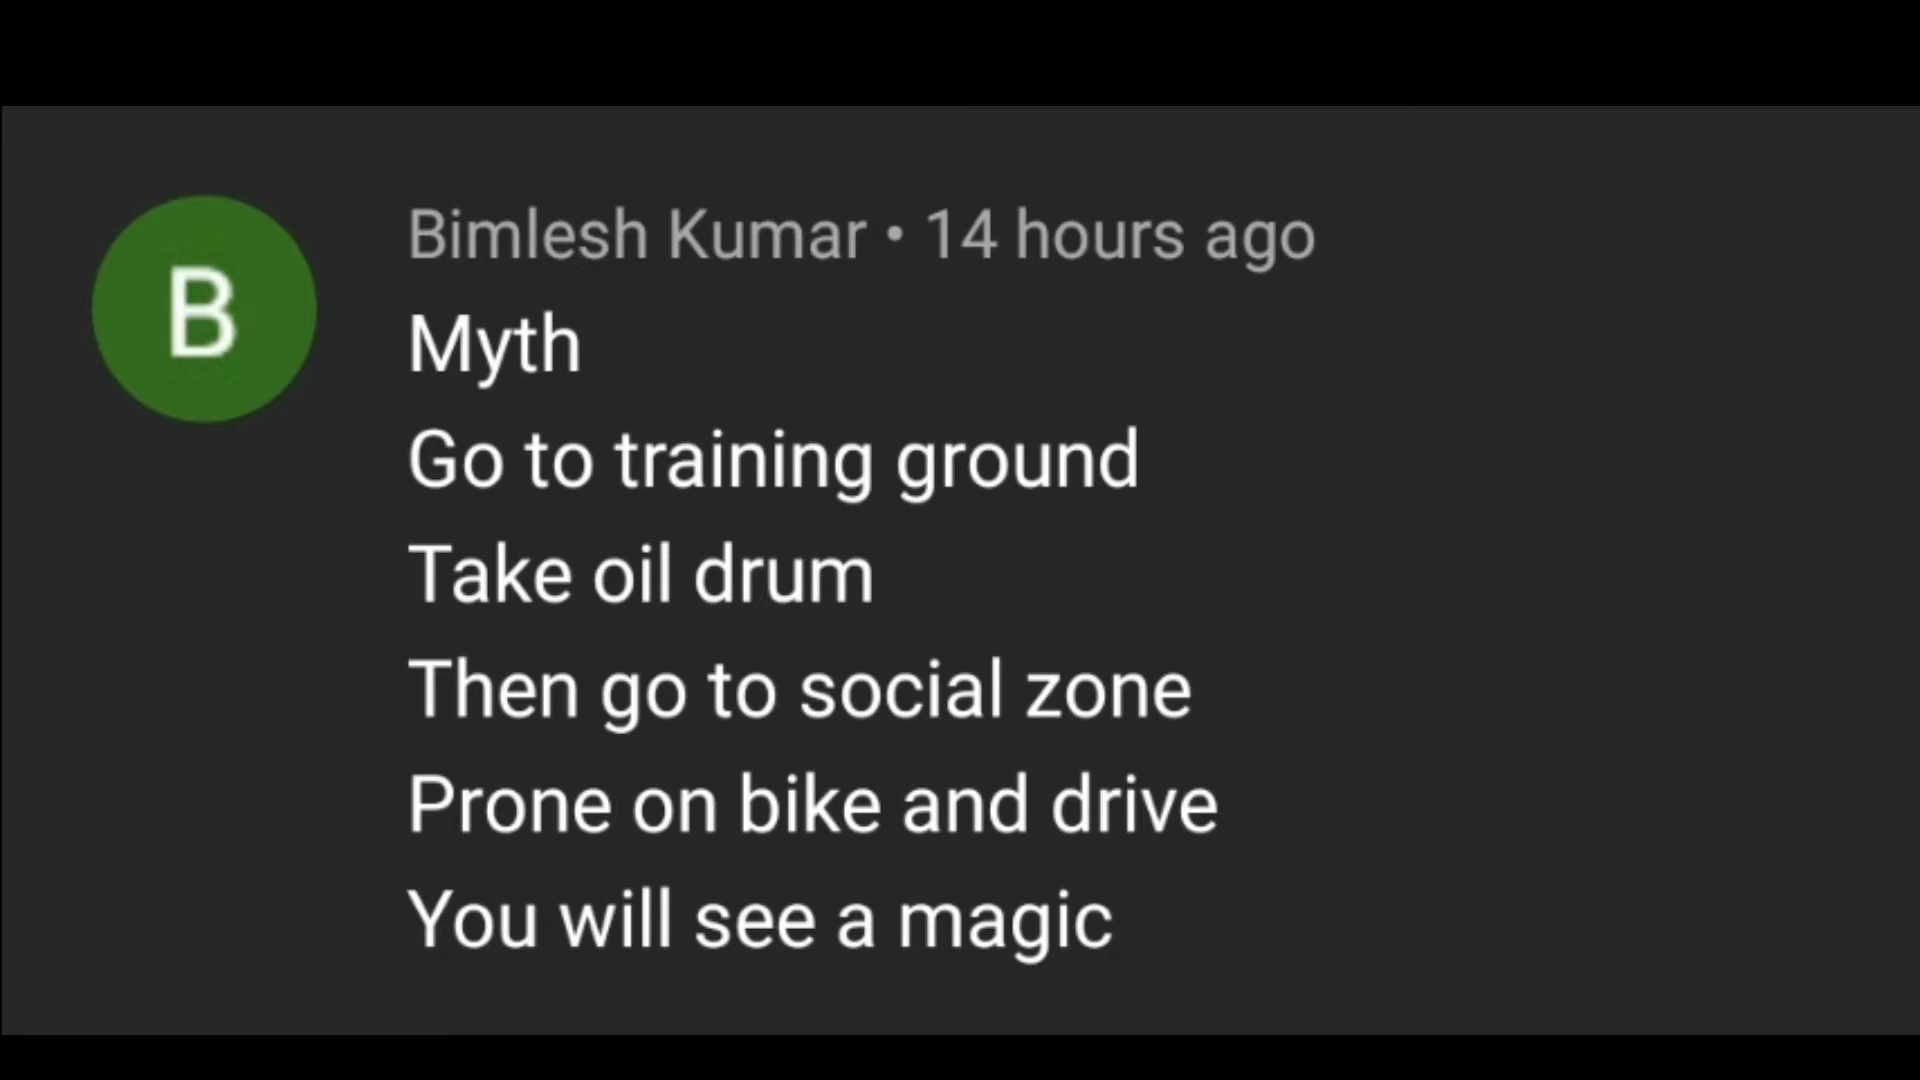 B
Bimlesh Kumar • 14 hours ago
Myth
Go to training ground
Take oil drum
Then go to social zone
Prone on bike and drive
You will see a magic